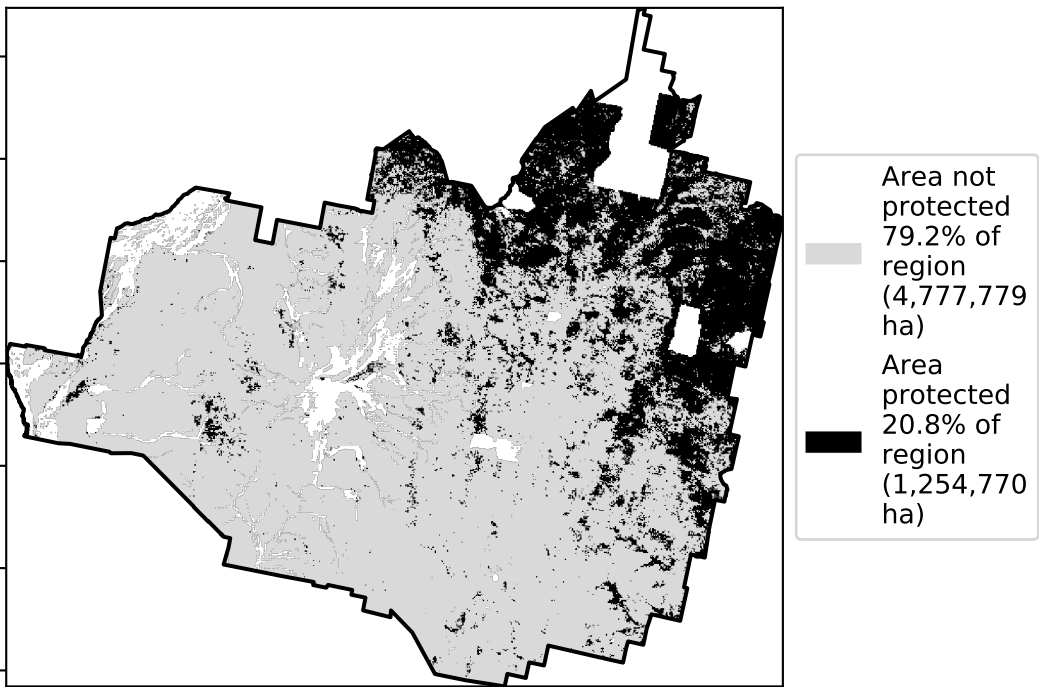 Area not
protected
79.2% of
region
(4,777,779
ha)
Area
protected
20.8% of
region
(1,254,770
ha)